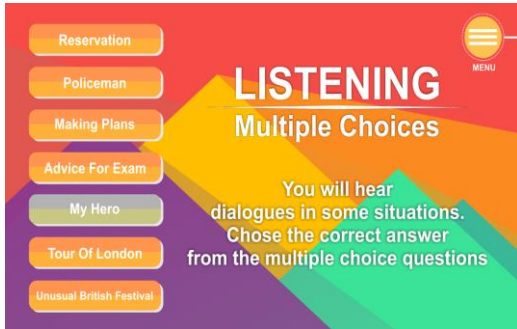 Reservation
Policeman
Making Plans
Advice For Exam
My Hero
Tour Of London
Unusual British Festival
MENU
LISTENING
Multiple Choices
You will hear
dialogues in some situations.
Chose the correct answer
from the multiple choice questions